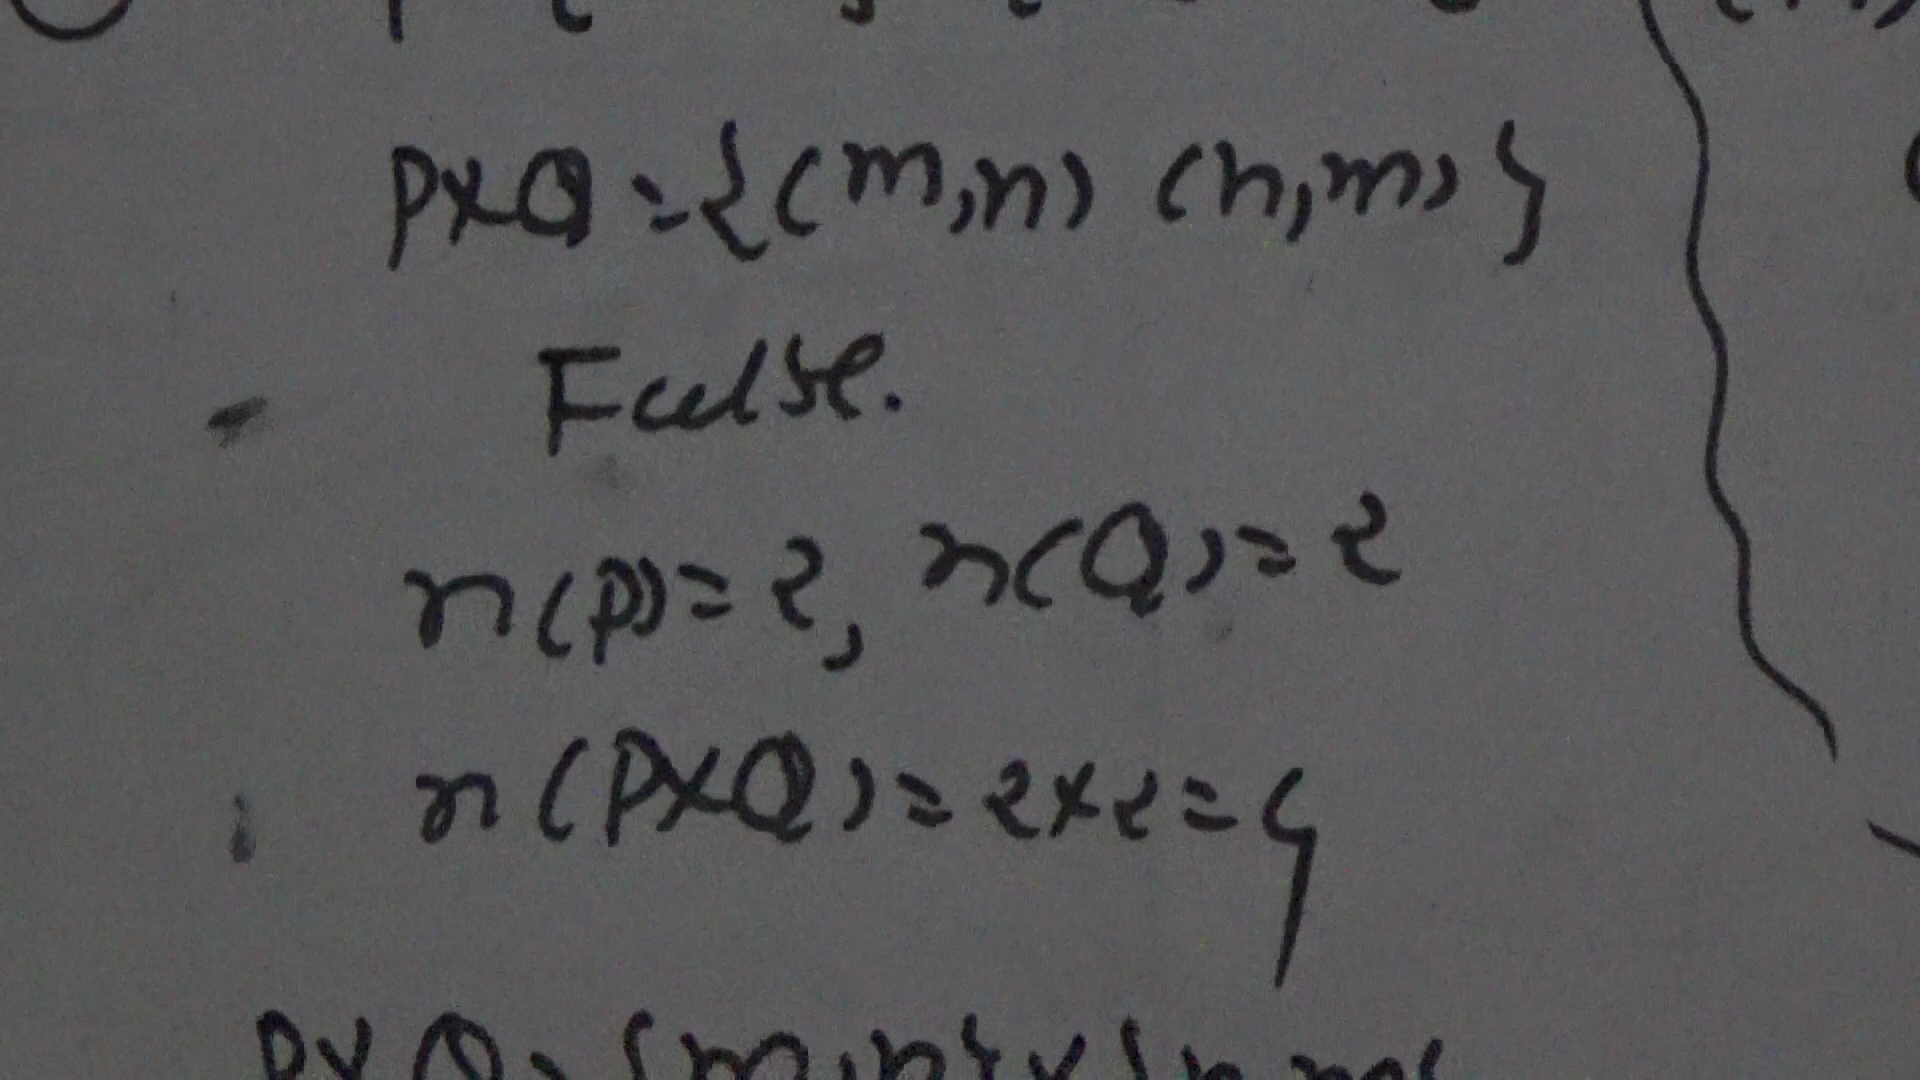 P×Q={(m,n) (n,m)}
False.
n(P)=2, n(Q)=2
n(P×Q)=2×2=4
P×Q={m,n}×{n,m}